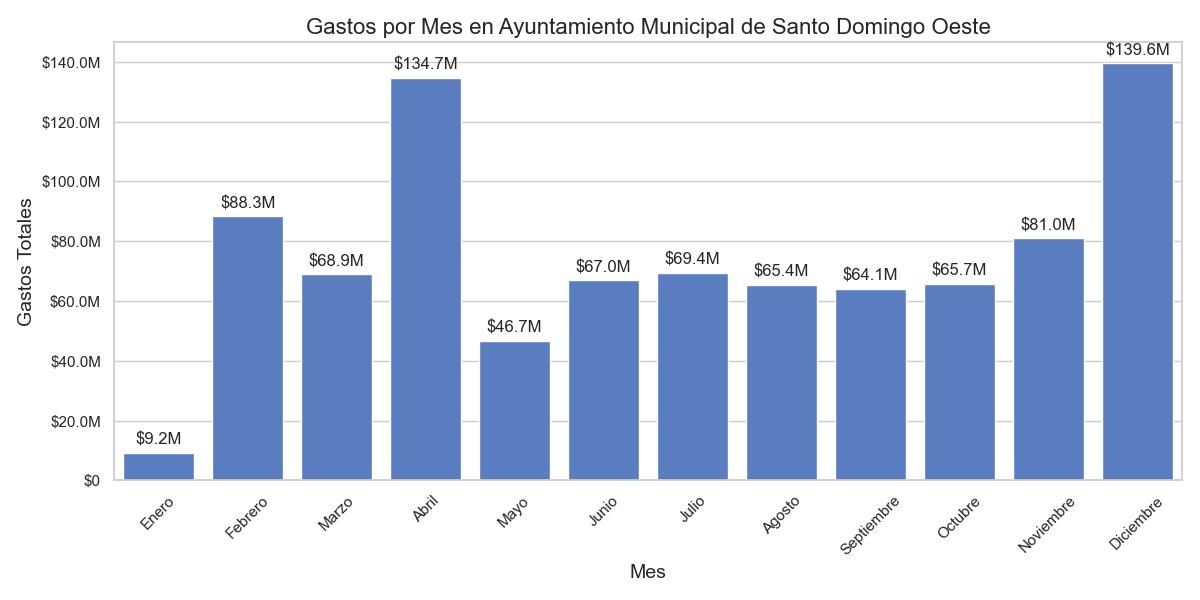 Gastos por Mes en Ayuntamiento Municipal de Santo Domingo Oeste
Gastos Totales
$140.0M
$120.0M
$100.0M
$80.0M
$60.0M
$40.0M
$20.0M
$0
$9.2M
$88.3M
$68.9M
$134.7M
$46.7M
$67.0M
$69.4M
$65.4M
$64.1M
$65.7M
$81.0M
$139.6M
Enero
Febrero
Marzo
Abril
Mayo
Junio
Julio
Agosto
Septiembre
Octubre
Noviembre
Diciembre
Mes